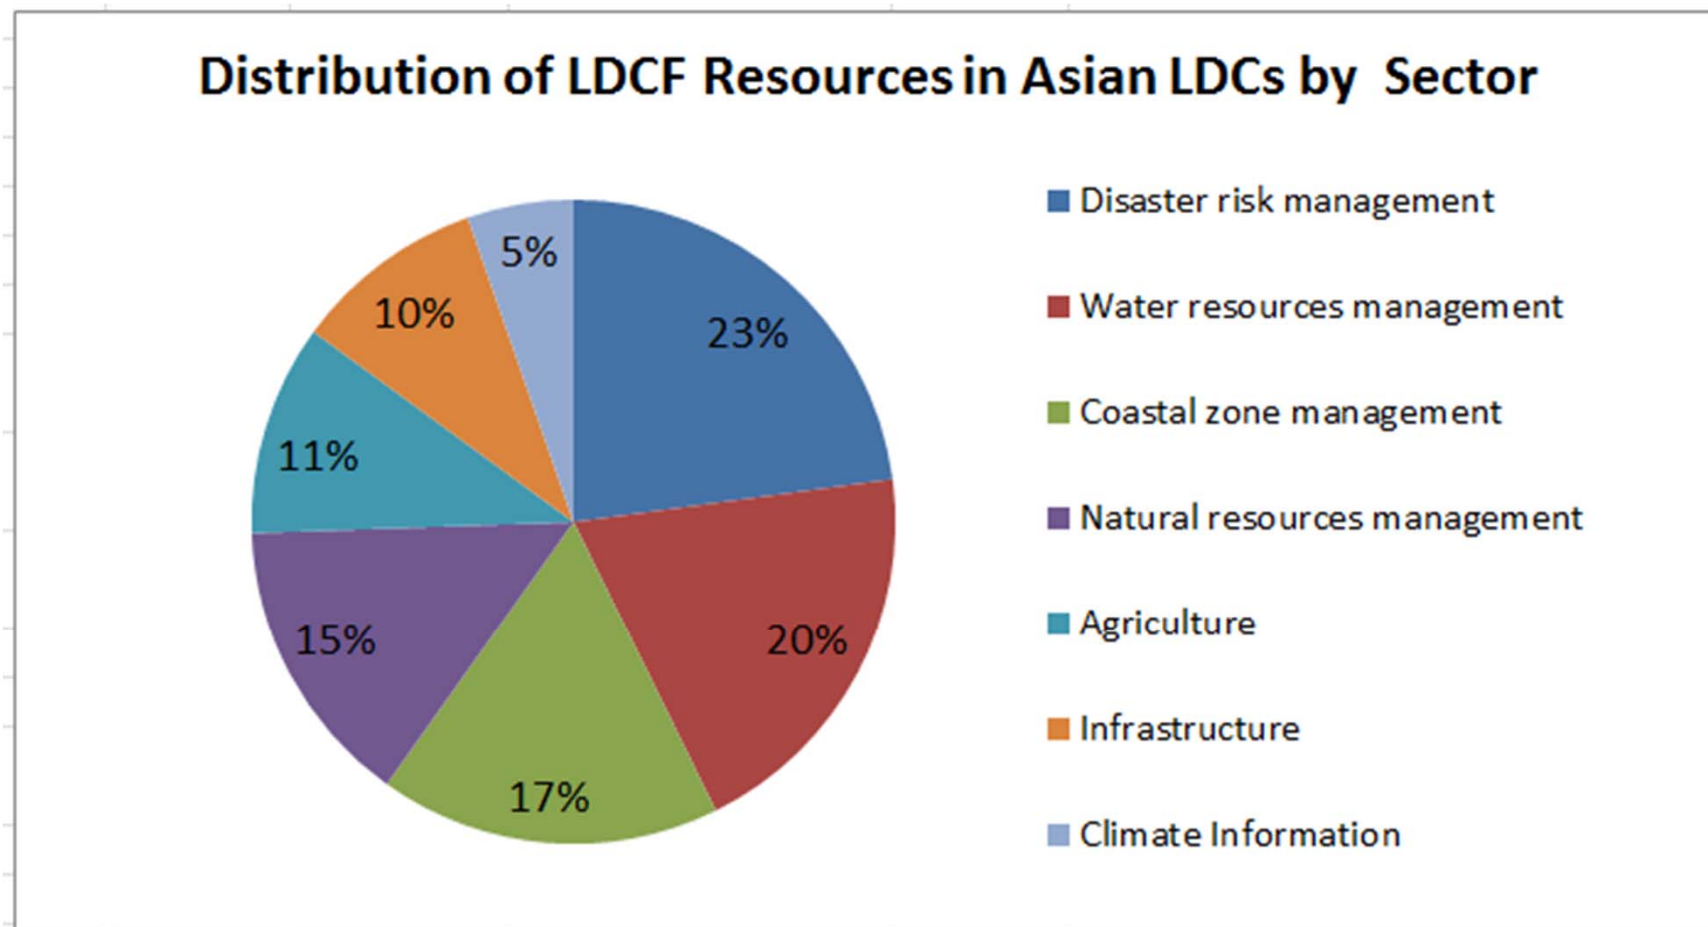 Distribution of LDCF Resources in Asian LDCs by Sector
5%
10%
23%
11%
15%
20%
17%
Disaster risk management
Water resources management
Coastal zone management
Natural resources management
Agriculture
Infrastructure
Climate Information